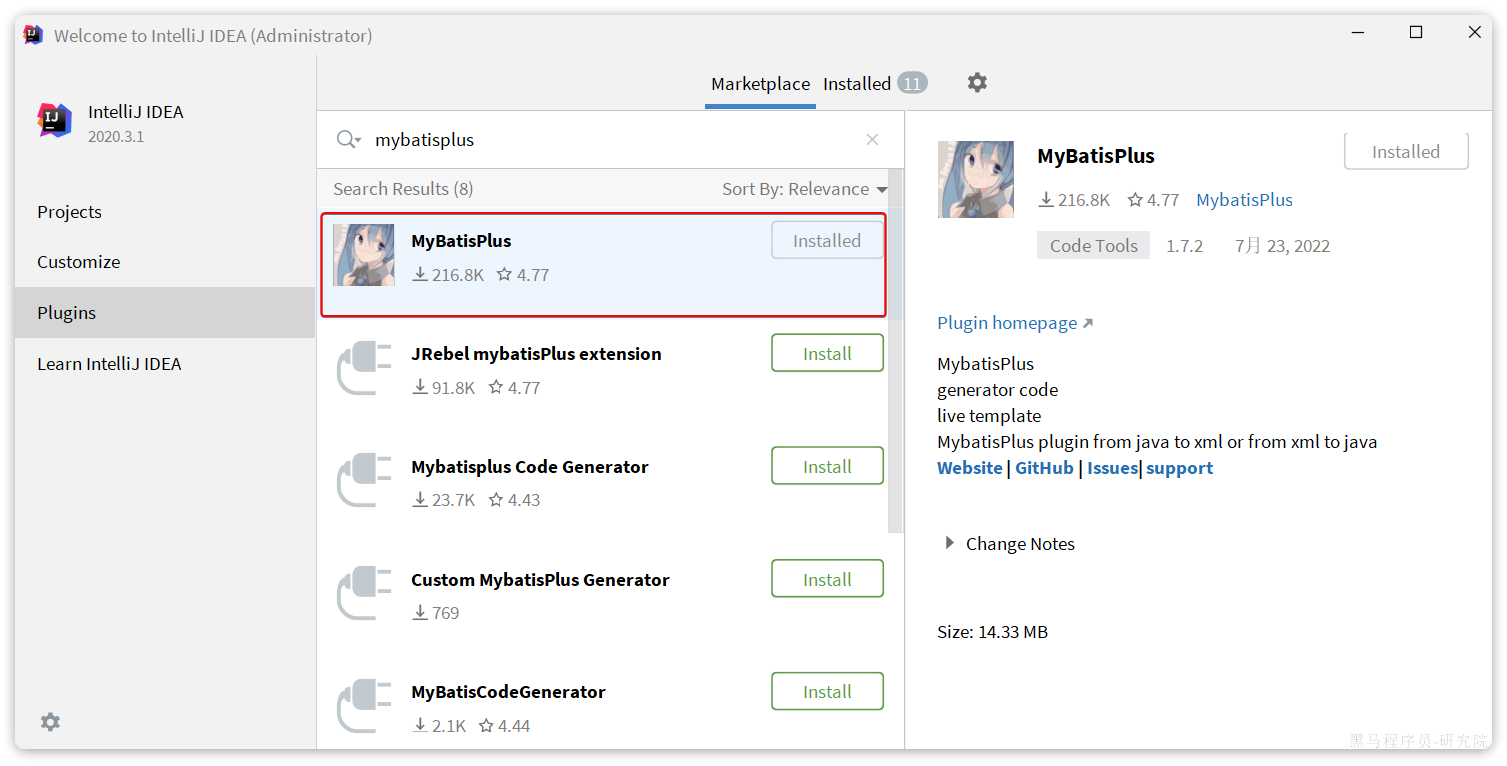 Welcome to IntelliJ IDEA (Administrator)
IntelliJ IDEA
2020.3.1
Projects
Customize
Plugins
Learn IntelliJ IDEA
Marketplace Installed 11
mybatisplus
Search Results (8) Sort By: Relevance
MyBatisPlus Installed
216.8K 4.77
JRebel mybatisPlus extension Install
91.8K 4.77
Mybatisplus Code Generator Install
23.7K 4.43
Custom MybatisPlus Generator Install
769
MyBatisCodeGenerator Install
2.1K 4.44
MyBatisPlus Installed
216.8K 4.77 MybatisPlus
Code Tools 1.7.2 7月 23, 2022
Plugin homepage
MybatisPlus
generator code
live template
MybatisPlus plugin from java to xml or from xml to java
Website | GitHub | Issues| support
Change Notes
Size: 14.33 MB
黑马程序员-研究院